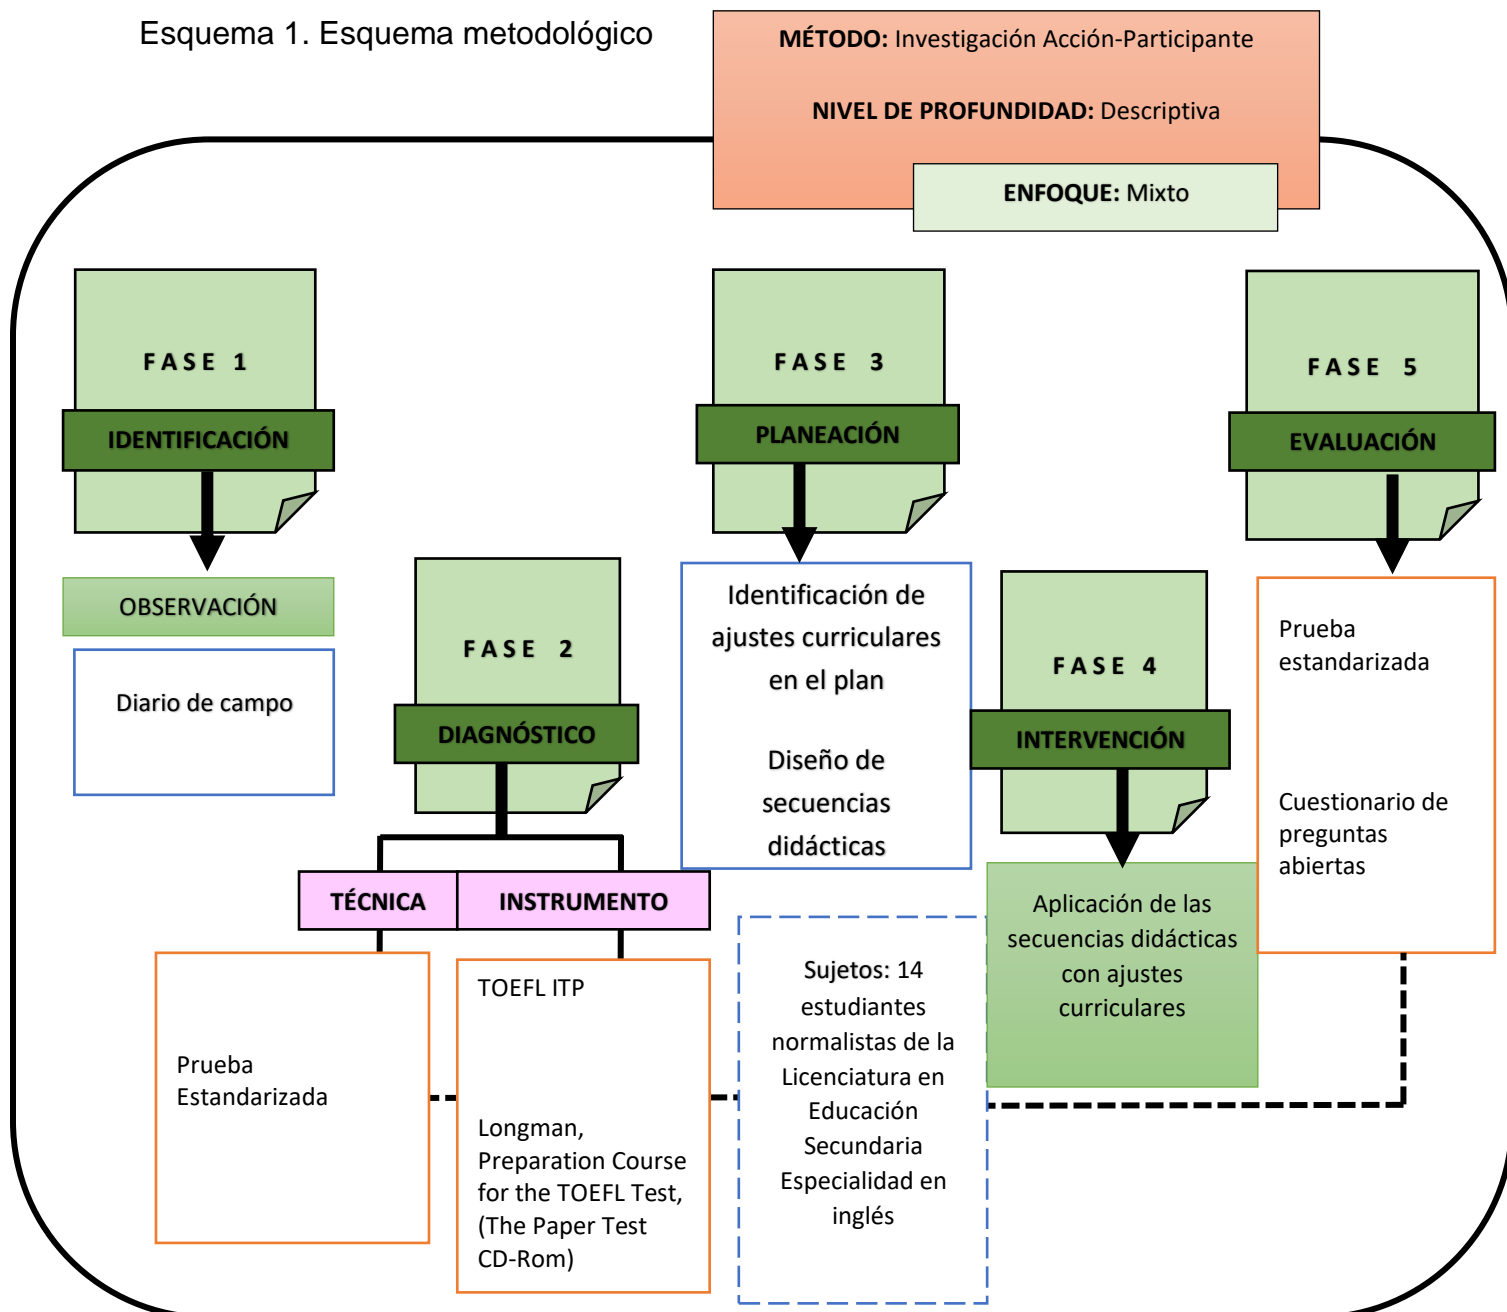 Esquema 1. Esquema metodológico
MÉTODO: Investigación Acción-Participante
NIVEL DE PROFUNDIDAD: Descriptiva
ENFOQUE: Mixto
FASE 1
IDENTIFICACIÓN
OBSERVACIÓN
Diario de campo
FASE 2
DIAGNÓSTICO
TÉCNICA
INSTRUMENTO
Prueba
Estandarizada
TOEFL ITP
Longman,
Preparation Course
for the TOEFL Test,
(The Paper Test
CD-Rom)
FASE 3
PLANEACIÓN
Identificación de
ajustes curriculares
en el plan
Diseño de
secuencias
didácticas
Sujetos: 14
estudiantes
normalistas de la
Licenciatura en
Educación
Secundaria
Especialidad en
inglés
FASE 4
INTERVENCIÓN
Aplicación de las
secuencias didácticas
con ajustes
curriculares
FASE 5
EVALUACIÓN
Prueba
estandarizada
Cuestionario de
preguntas
abiertas